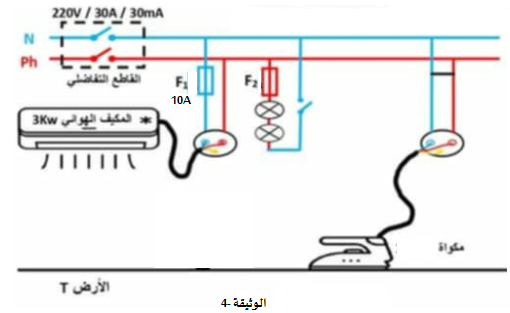 220V / 30A / 30mA
N
Ph
القاطع التفاضلي
F1
10A
F2
3Kw المكيف الهوائي *
مكواة
الأرض T
الوثيقة -4